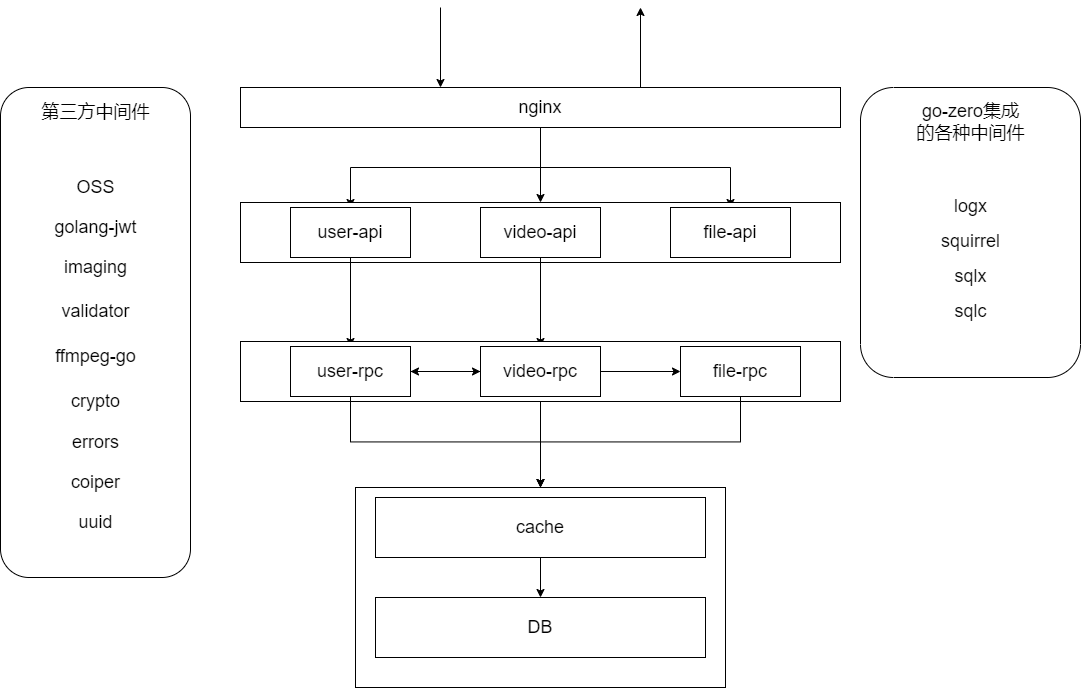 第三方中间件
OSS
golang-jwt
imaging
validator
ffmpeg-go
crypto
errors
coiper
uuid
nginx
user-api
video-api
file-api
user-rpc
video-rpc
file-rpc
cache
DB
go-zero集成
的各种中间件
logx
squirrel
sqlx
sqlc